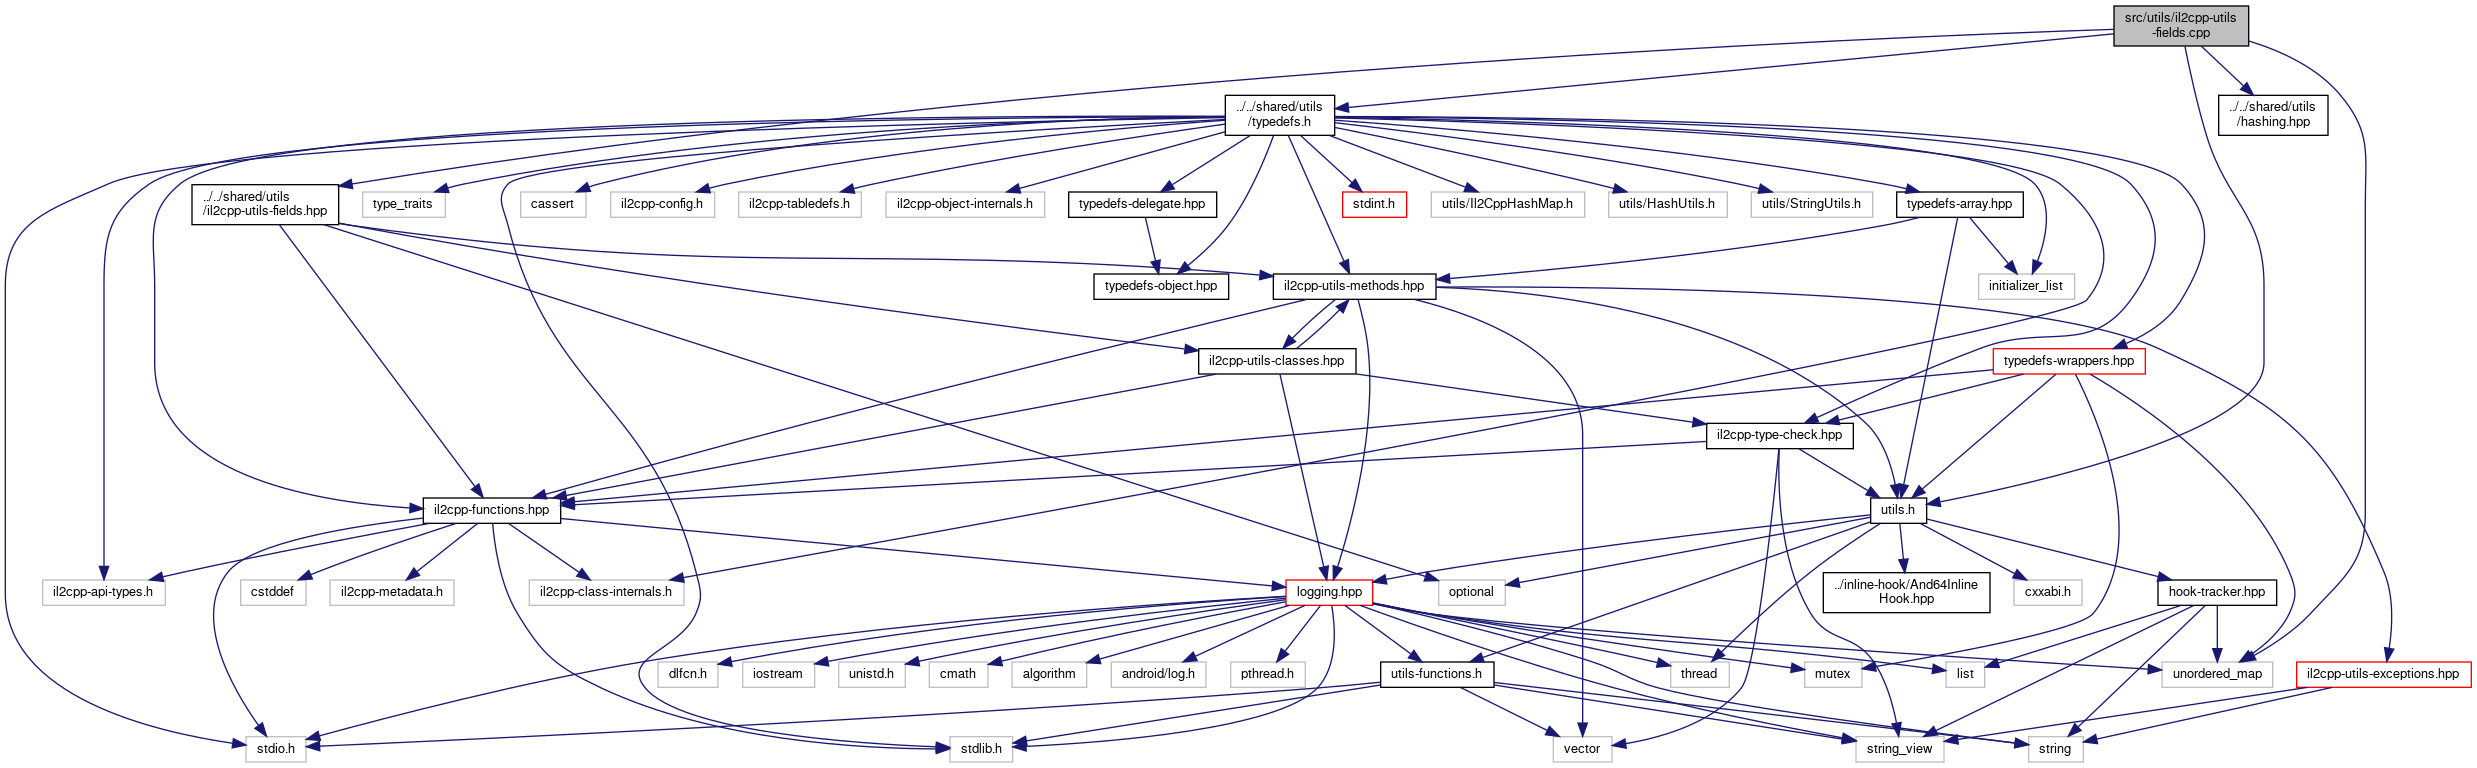 src/utils/il2cpp-utils
-fields.cpp
../../shared/utils
/typedefs.h
../../shared/utils
/hashing.hpp
../../shared/utils
/il2cpp-utils-fields.hpp
type_traits
cassert
il2cpp-config.h
il2cpp-tabledefs.h
il2cpp-object-internals.h
typedefs-delegate.hpp
stdint.h
utils/Il2CppHashMap.h
utils/HashUtils.h
utils/StringUtils.h
typedefs-array.hpp
typedefs-object.hpp
il2cpp-utils-methods.hpp
initializer_list
il2cpp-utils-classes.hpp
typedefs-wrappers.hpp
il2cpp-type-check.hpp
il2cpp-functions.hpp
utils.h
il2cpp-api-types.h
cstddef
il2cpp-metadata.h
il2cpp-class-internals.h
logging.hpp
optional
../inline-hook/And64Inline
Hook.hpp
cxxabi.h
hook-tracker.hpp
dlfcn.h
iostream
unistd.h
cmath
algorithm
android/log.h
pthread.h
utils-functions.h
thread
mutex
list
unordered_map
il2cpp-utils-exceptions.hpp
stdio.h
stdlib.h
vector
string_view
string